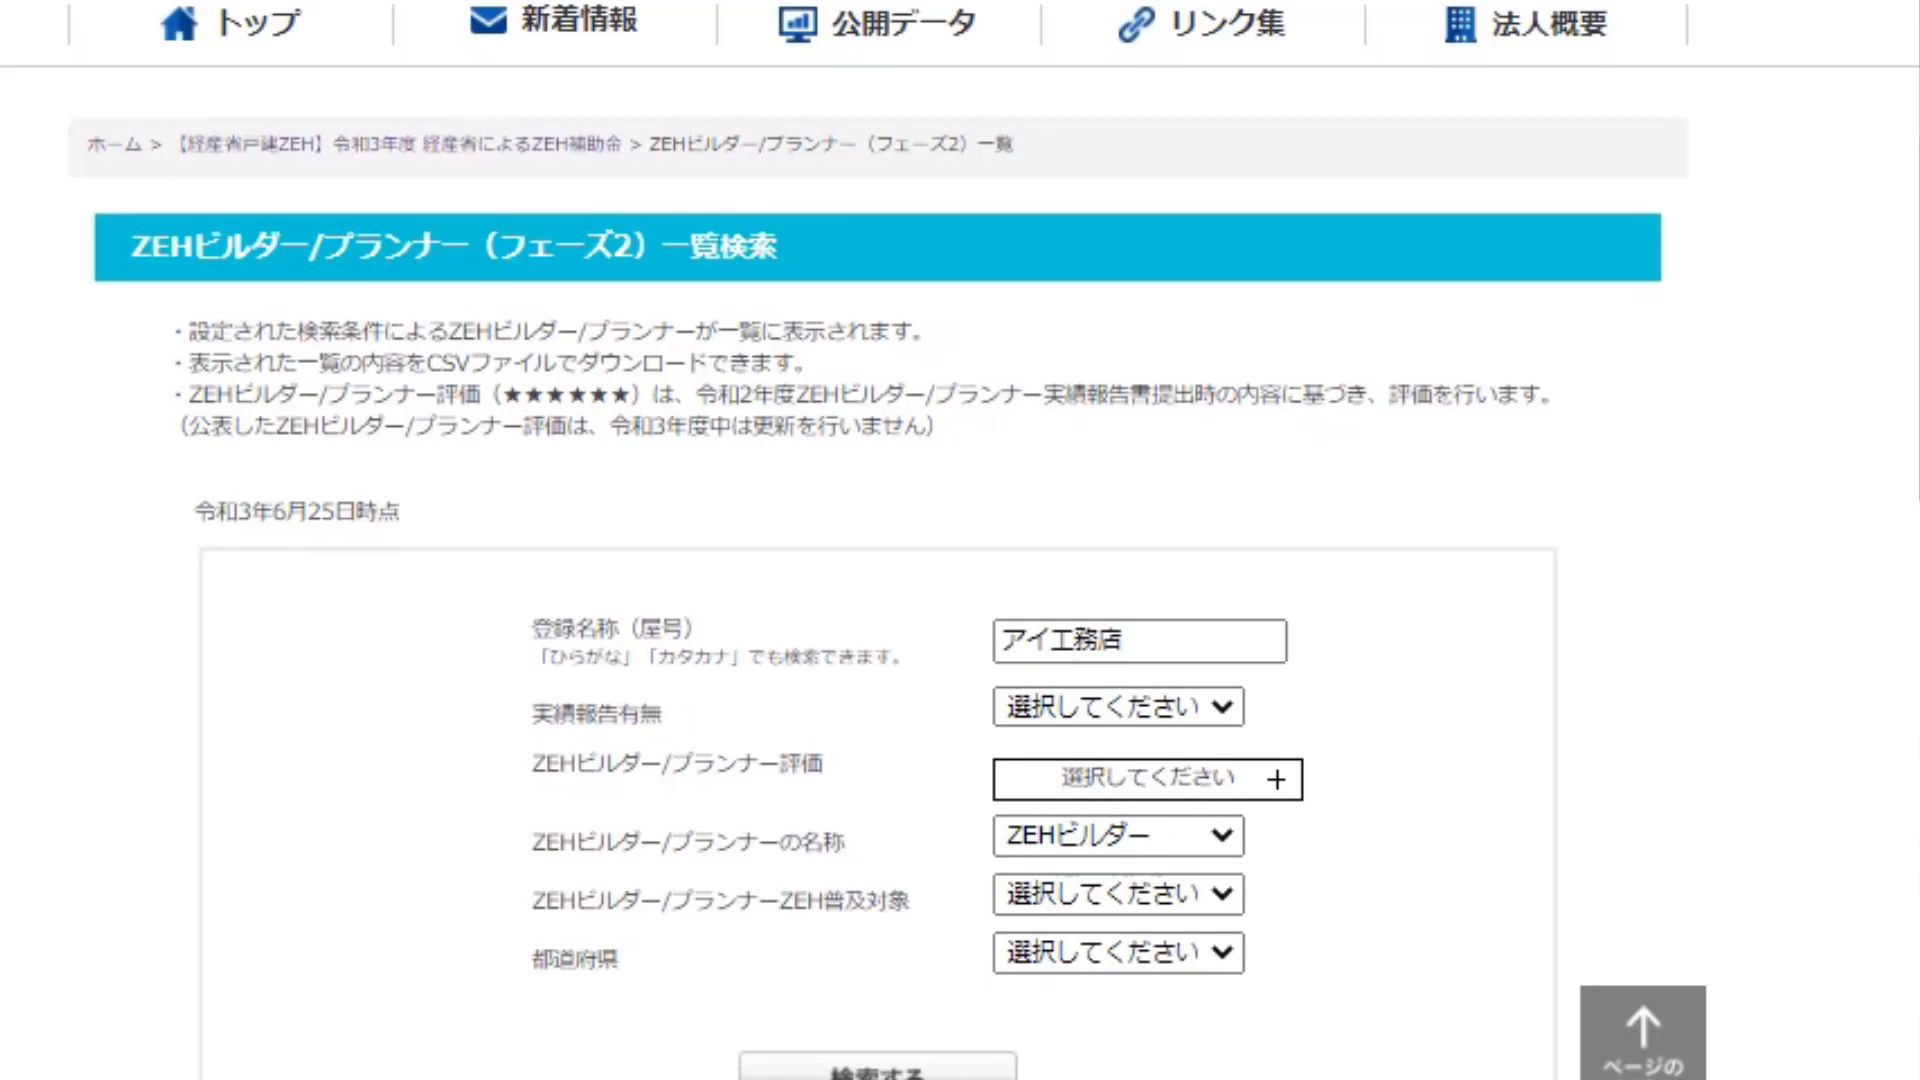 トップ
新着情報
公開データ
リンク集
法人概要
ホーム > 【経産省戸建ZEH】令和3年度 経産省によるZEH補助金 > ZEHビルダー/プランナー（フェーズ2）一覧
ZEHビルダー/プランナー（フェーズ2）一覧検索
・設定された検索条件によるZEHビルダー/プランナーが一覧に表示されます。
・表示された一覧の内容をCSVファイルでダウンロードできます。
・ZEHビルダー/プランナー評価（★★★★★★）は、令和2年度ZEHビルダー/プランナー実績報告書提出時の内容に基づき、評価を行います。
（公表したZEHビルダー/プランナー評価は、令和3年度中は更新を行いません）
令和3年6月25日時点
登録名称（屋号）
「ひらがな」「カタカナ」でも検索できます。
アイ工務店
実績報告有無
選択してください
ZEHビルダー/プランナー評価
選択してください +
ZEHビルダー/プランナーの名称
ZEHビルダー
ZEHビルダー/プランナーZEH普及対象
選択してください
都道府県
選択してください
検索する
ページの